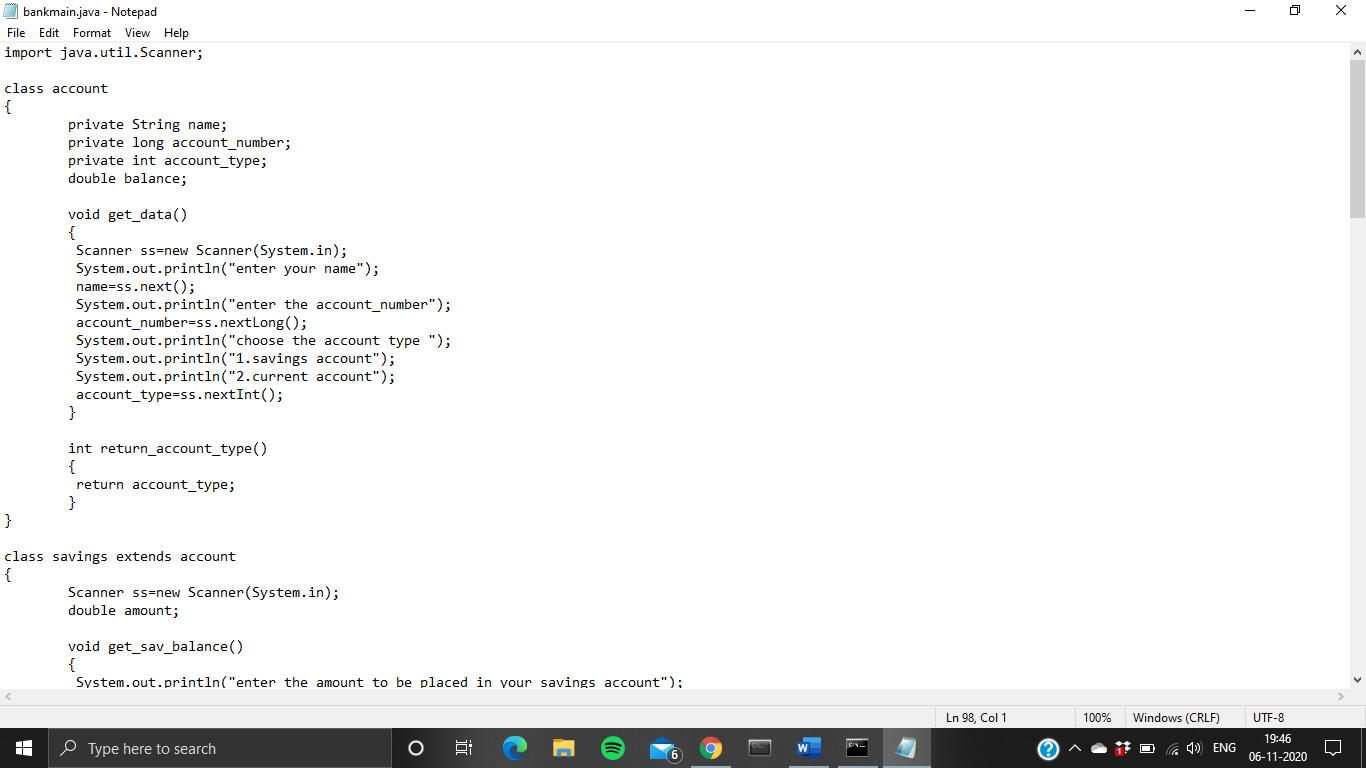 bankmain.java - Notepad
File Edit Format View Help
import java.util.Scanner;

class account
{
        private String name;
        private long account_number;
        private int account_type;
        double balance;

        void get_data()
        {
         Scanner ss=new Scanner(System.in);
         System.out.println("enter your name");
         name=ss.next();
         System.out.println("enter the account_number");
         account_number=ss.nextLong();
         System.out.println("choose the account type ");
         System.out.println("1.savings account");
         System.out.println("2.current account");
         account_type=ss.nextInt();
        }

        int return_account_type()
        {
         return account_type;
        }
}

class savings extends account
{
        Scanner ss=new Scanner(System.in);
        double amount;

        void get_sav_balance()
        {
         System.out.println("enter the amount to be placed in your savings account");
Ln 98, Col 1 100% Windows (CRLF) UTF-8
Type here to search 6 1 ENG 19:46
06-11-2020